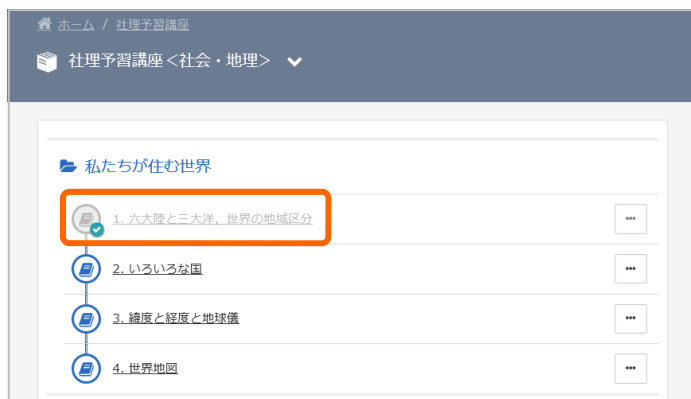 ホーム / 社理予習講座
社理予習講座＜社会・地理＞
私たちが住む世界
1. 六大陸と三大洋，世界の地域区分
2. いろいろな国
3. 緯度と経度と地球儀
4. 世界地図